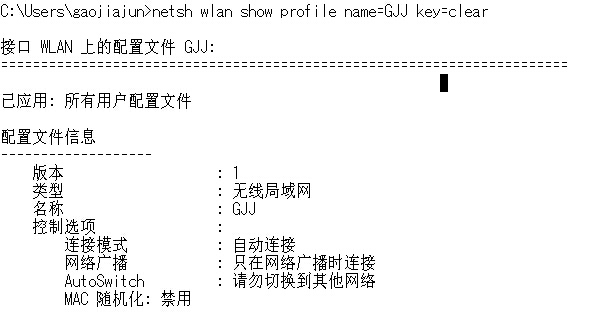 C:\Users\gaojiajun>netsh wlan show profile name=GJJ key=clear
接口 WLAN 上的配置文件 GJJ:
=======================================================================
已应用: 所有用户配置文件
配置文件信息
-------------------
版本 : 1
类型 : 无线局域网
名称 : GJJ
控制选项 :
连接模式 : 自动连接
网络广播 : 只在网络广播时连接
AutoSwitch : 请勿切换到其他网络
MAC 随机化: 禁用